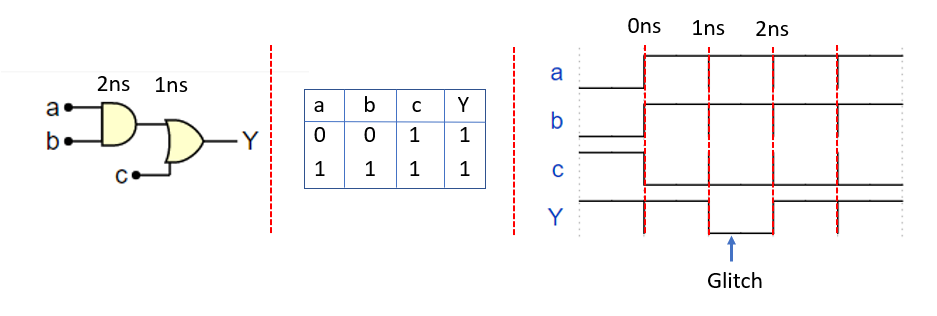 2ns 1ns
a
b
Y
c
a b c Y
0 0 1 1
1 1 1 1
0ns 1ns 2ns
a
b
c
Y
Glitch